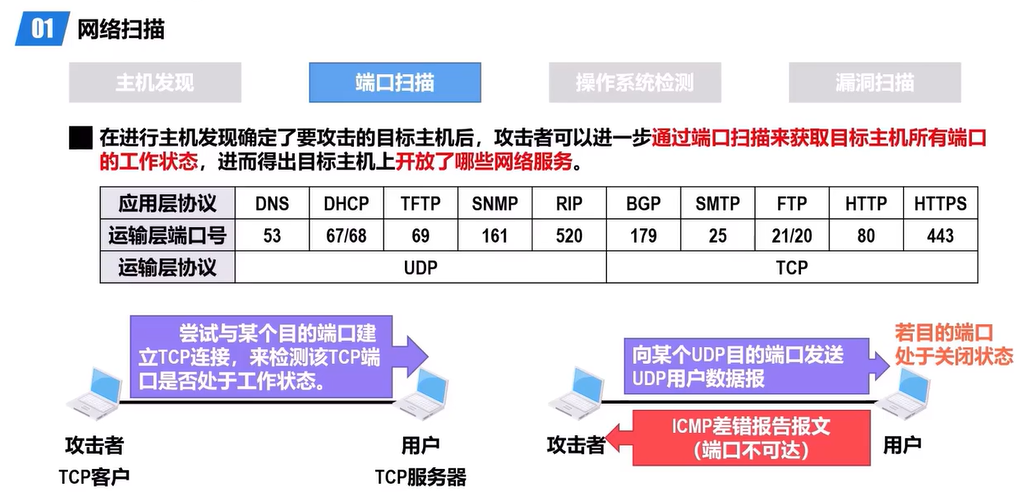 01 网络扫描
主机发现 端口扫描 操作系统检测 漏洞扫描
在进行主机发现确定了要攻击的目标主机后，攻击者可以进一步通过端口扫描来获取目标主机所有端口
的工作状态，进而得出目标主机上开放了哪些网络服务。
应用层协议 DNS DHCP TFTP SNMP RIP BGP SMTP FTP HTTP HTTPS
运输层端口号 53 67/68 69 161 520 179 25 21/20 80 443
运输层协议 UDP TCP
尝试与某个目的端口建
立TCP连接，来检测该TCP端
口是否处于工作状态。
攻击者
TCP客户
用户
TCP服务器
向某个UDP目的端口发送
UDP用户数据报
若目的端口
处于关闭状态
ICMP差错报告报文
（端口不可达）
攻击者
用户